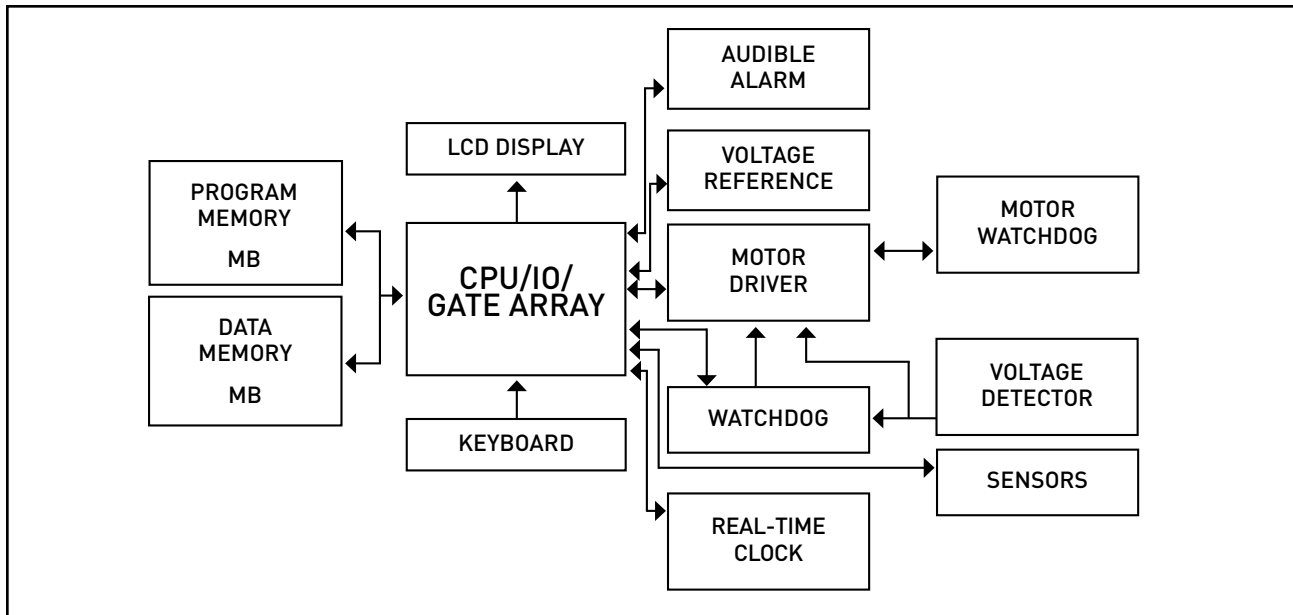 AUDIBLE
ALARM
LCD DISPLAY
VOLTAGE
REFERENCE
PROGRAM
MEMORY
MB
MOTOR
WATCHDOG
CPU/IO/
GATE ARRAY
MOTOR
DRIVER
DATA
MEMORY
MB
VOLTAGE
DETECTOR
KEYBOARD
WATCHDOG
SENSORS
REAL-TIME
CLOCK